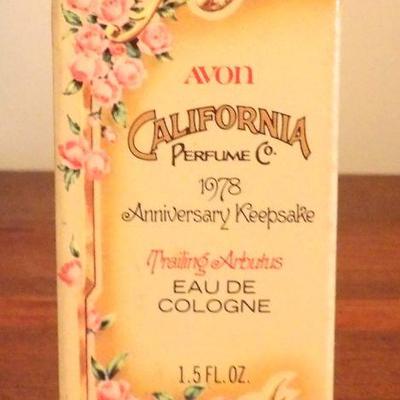 AVON
CALIFORNIA
PERFUME Co.
1978
Anniversary Keepsake
Trailing Arbutus
EAU DE
COLOGNE
1.5 FL. OZ.